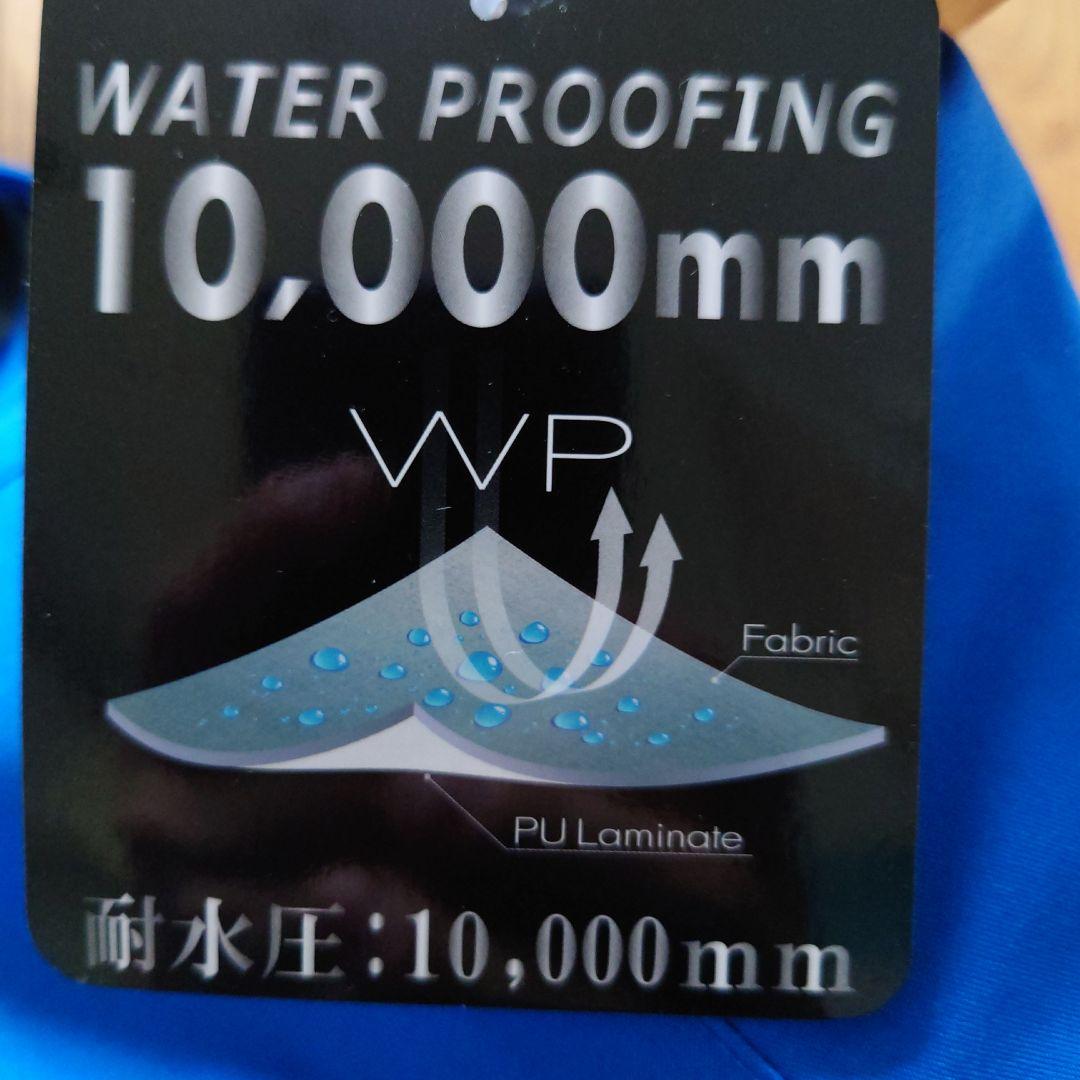 WATER PROOFING
10,000mm
WP
Fabric
PU Laminate
耐水圧:10,000mm